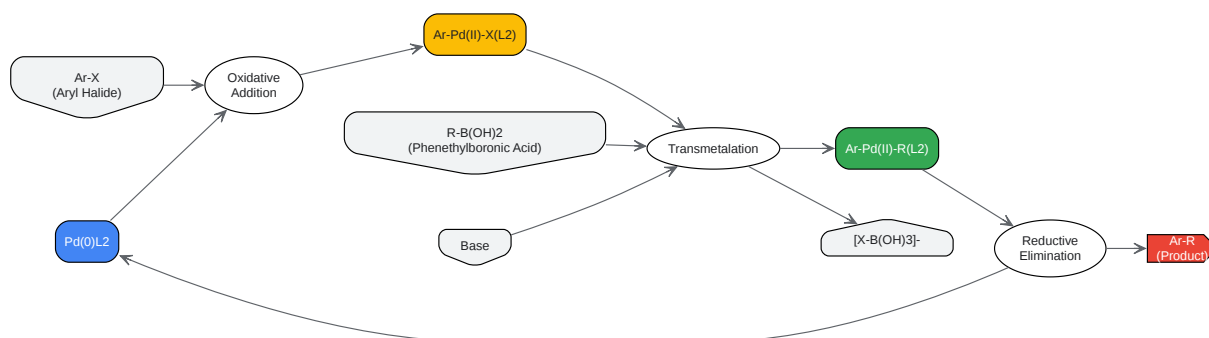 Ar-Pd(II)-X(L2)
Ar-X
(Aryl Halide)
Oxidative
Addition
R-B(OH)2
(Phenethylboronic Acid)
Transmetalation
Ar-Pd(II)-R(L2)
Pd(0)L2
Base
[X-B(OH)3]-
Reductive
Elimination
Ar-R
(Product)